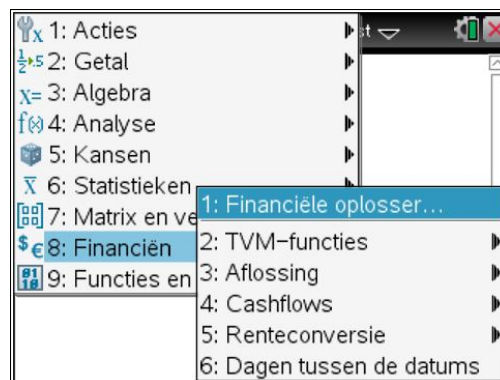 1: Acties
2: Getal
3: Algebra
4: Analyse
5: Kansen
6: Statistieken
7: Matrix en ve
8: Financiën
9: Functies en
1: Financiële oplosser...
2: TVM-functies
3: Aflossing
4: Cashflows
5: Renteconversie
6: Dagen tussen de datums